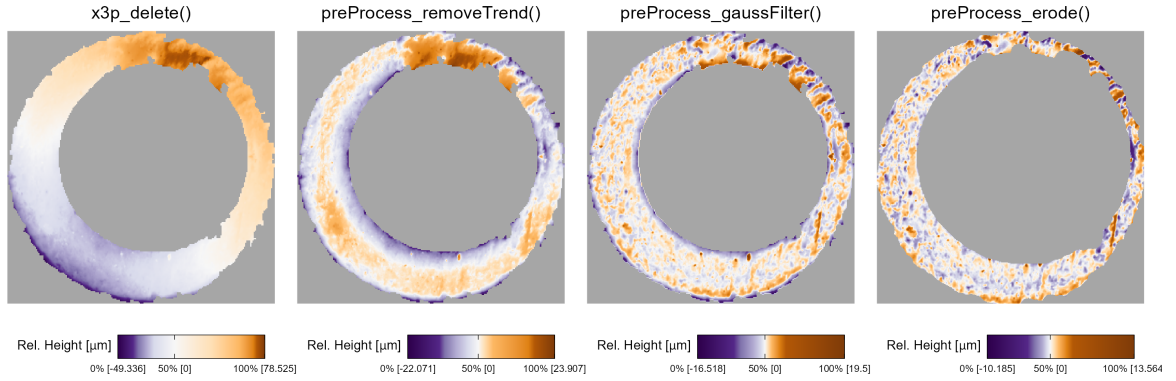 x3p_delete() preProcess_removeTrend() preProcess_gaussFilter() preProcess_erode()
Rel. Height [µm] Rel. Height [µm] Rel. Height [µm] Rel. Height [µm]
0% [-49.336] 50% [0] 100% [78.525] 0% [-22.071] 50% [0] 100% [23.907] 0% [-16.518] 50% [0] 100% [19.5] 0% [-10.185] 50% [0] 100% [13.564